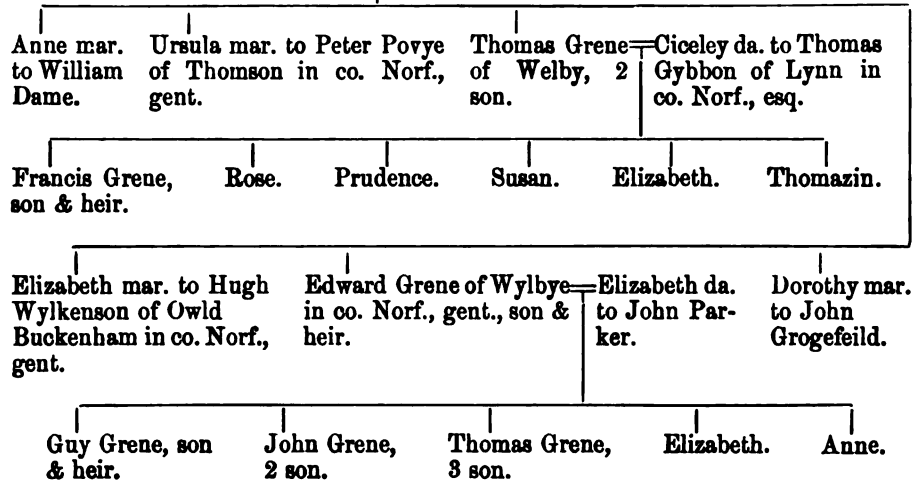 Anne mar. to William Dame.
Ursula mar. to Peter Povye of Thomson in co. Norf., gent.
Thomas Grene of Welby, 2 son.
Ciceley da. to Thomas Gybbon of Lynn in co. Norf., esq.
Francis Grene, son & heir.
Rose.
Prudence.
Susan.
Elizabeth.
Thomazin.
Elizabeth mar. to Hugh Wylkenson of Owld Buckenham in co. Norf., gent.
Edward Grene of Wylbye in co. Norf., gent., son & heir.
Elizabeth da. to John Parker.
Dorothy mar. to John Grogefeild.
Guy Grene, son & heir.
John Grene, 2 son.
Thomas Grene, 3 son.
Elizabeth.
Anne.